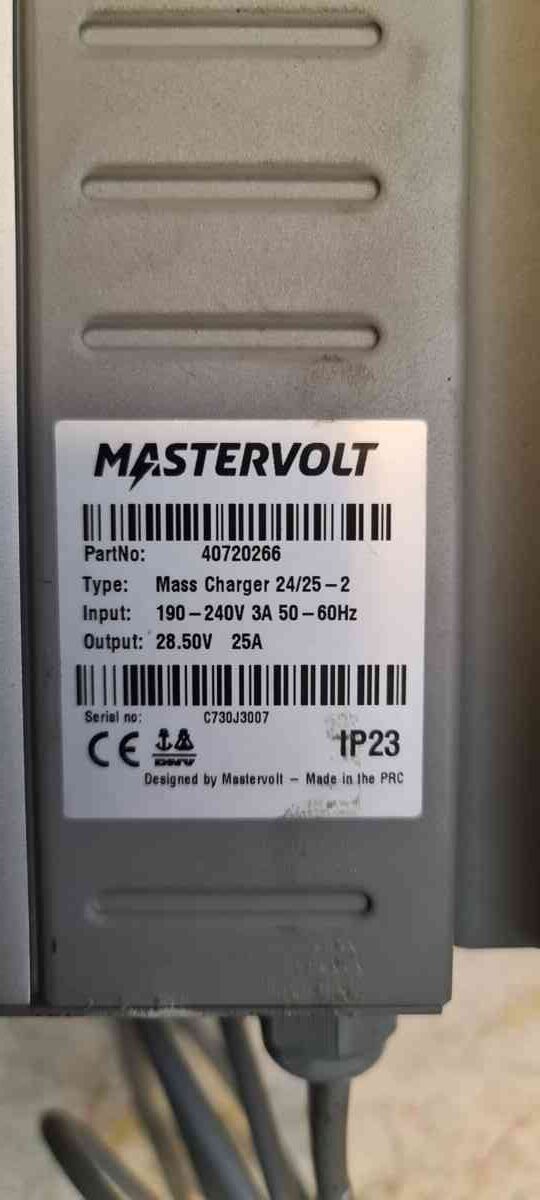 MASTERVOLT
PartNo: 40720266
Type: Mass Charger 24/25-2
Input: 190-240V 3A 50-60Hz
Output: 28.50V 25A
Serial no: C730J3007
CE DNV IP23
Designed by Mastervolt - Made in the PRC